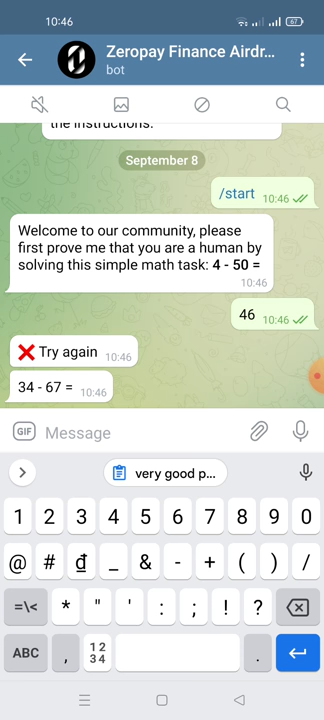 10:46
67
Zeropay Finance Airdr...
bot
the instructions.
September 8
/start 10:46
Welcome to our community, please
first prove me that you are a human by
solving this simple math task: 4 - 50 =
10:46
46 10:46
❌ Try again 10:46
34 - 67 = 10:46
GIF Message
very good p...
1 2 3 4 5 6 7 8 9 0
@ # ₫ _ & - + ( ) /
=\< * " ' : ; ! ?
ABC , 12 .
34